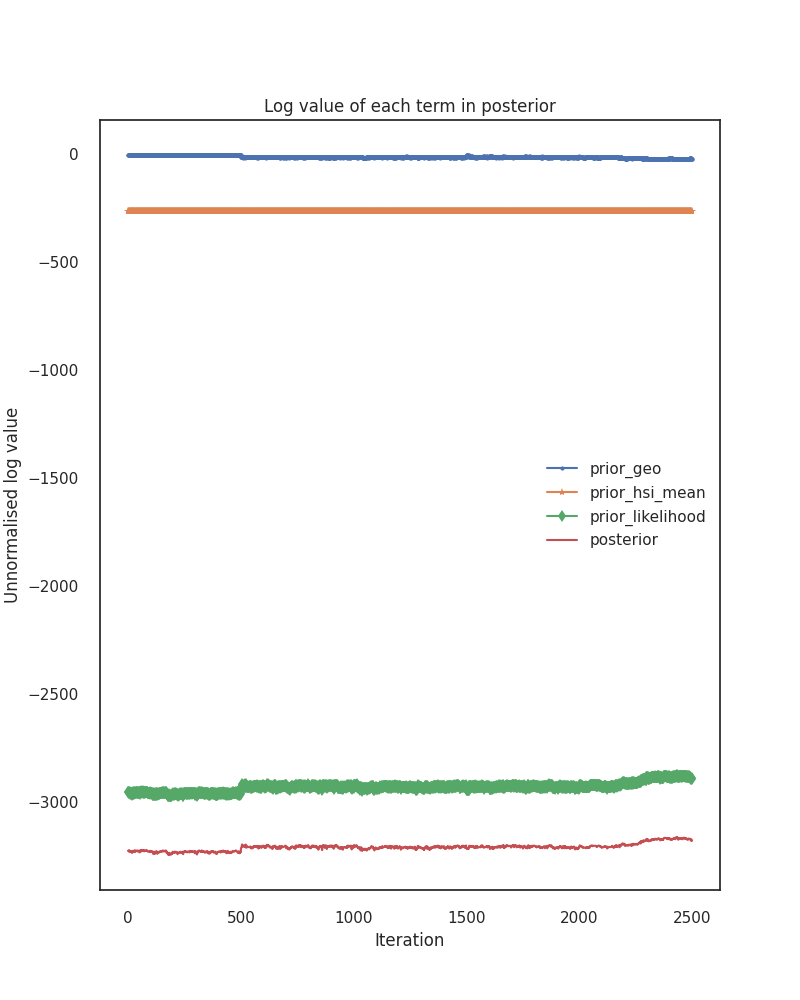 Log value of each term in posterior
Unnormalised log value
0
−500
−1000
−1500
−2000
−2500
−3000
prior_geo
prior_hsi_mean
prior_likelihood
posterior
0 500 1000 1500 2000 2500
Iteration